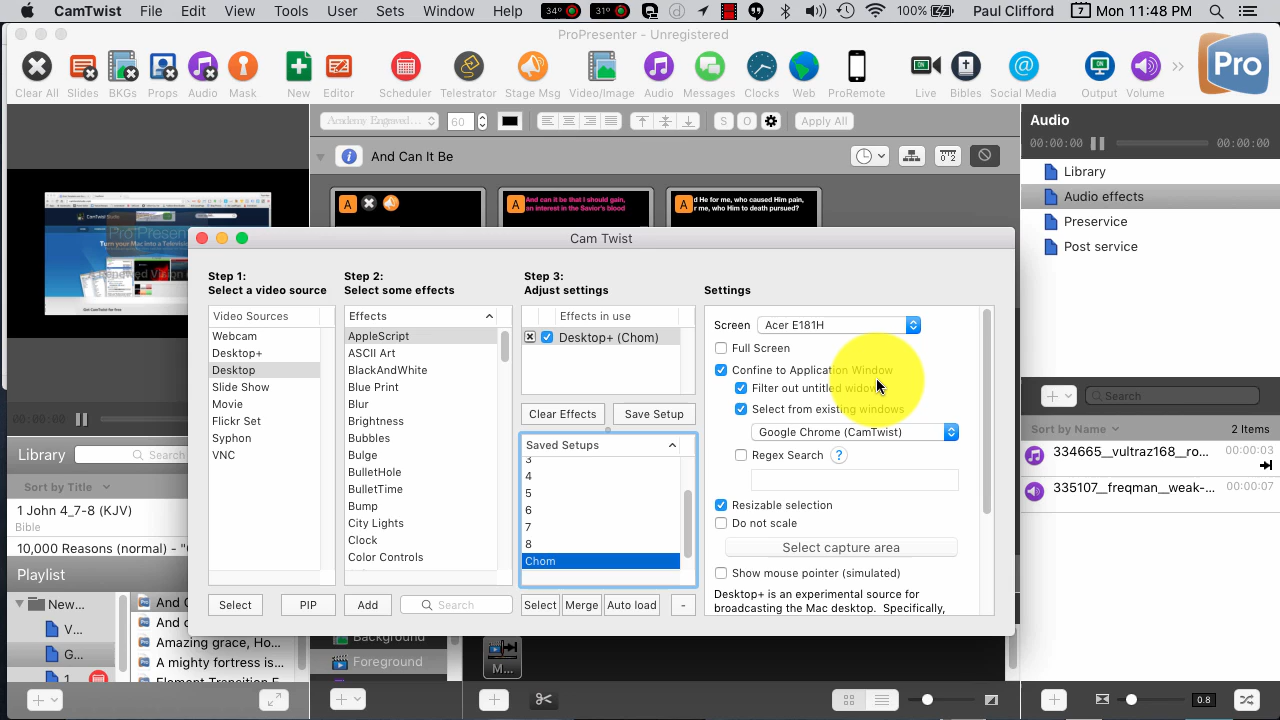 CamTwist File Edit View Tools User Sets Window Help 34° 31° 100% Paul Clifford 7 Mon 11:48 PM
ProPresenter - Unregistered
Clear All Slides BKGs Props Audio Mask New Editor Scheduler Telestrator Stage Msg Video/Image Audio Messages Clocks Web ProRemote Live Bibles Social Media Output Volume
Pro
60 S O Apply All
And Can It Be
A
A And can it be that I should gain,
an interest in the Savior's blood
A d He for me, who caused Him pain,
r me, who Him to death pursued?
Audio
00:00:00 00:00:00
Library
Audio effects
Preservice
Post service
Search
Sort by Name 2 Items
334665__vultraz168__ro... 00:00:03
335107__freqman__weak-... 00:00:07
Cam Twist
Step 1:
Select a video source
Video Sources
Webcam
Desktop+
Desktop
Slide Show
Movie
Flickr Set
Syphon
VNC
Select PIP
Step 2:
Select some effects
Effects
AppleScript
ASCII Art
BlackAndWhite
Blue Print
Blur
Brightness
Bubbles
Bulge
BulletHole
BulletTime
Bump
City Lights
Clock
Color Controls
Add Search
Step 3:
Adjust settings
Effects in use
Desktop+ (Chom)
Clear Effects Save Setup
Saved Setups
3
4
5
6
7
8
Chom
Select Merge Auto load -
Settings
Screen Acer E181H
Full Screen
Confine to Application Window
Filter out untitled widows
Select from existing windows
Google Chrome (CamTwist)
Regex Search ?
Resizable selection
Do not scale
Select capture area
Show mouse pointer (simulated)
Desktop+ is an experimental source for
broadcasting the Mac desktop. Specifically,
00:00:00
Library Search
Sort by Title
1 John 4_7-8 (KJV)
Bible
10,000 Reasons (normal) - "
Playlist
New...
V...
G...
1
And C
And c
Amazing grace, Ho...
A mighty fortress is...
Element Transition F
Background
Foreground
M...
0.8